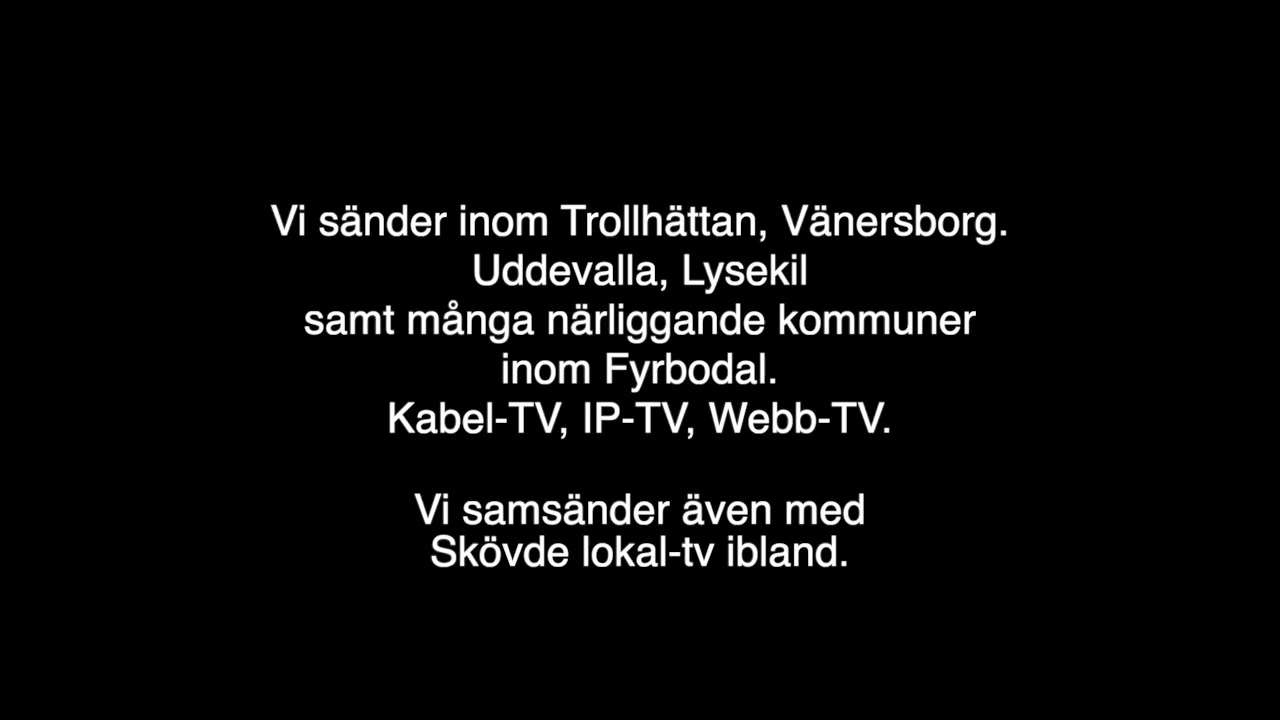 Vi sänder inom Trollhättan, Vänersborg.
Uddevalla, Lysekil
samt många närliggande kommuner
inom Fyrbodal.
Kabel-TV, IP-TV, Webb-TV.
Vi samsänder även med
Skövde lokal-tv ibland.